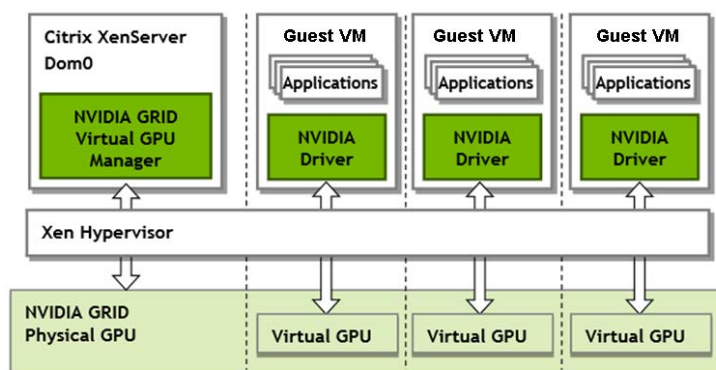 Citrix XenServer
Dom0
NVIDIA GRID
Virtual GPU
Manager
Guest VM
Applications
NVIDIA
Driver
Guest VM
Applications
NVIDIA
Driver
Guest VM
Applications
NVIDIA
Driver
Xen Hypervisor
NVIDIA GRID
Physical GPU
Virtual GPU
Virtual GPU
Virtual GPU